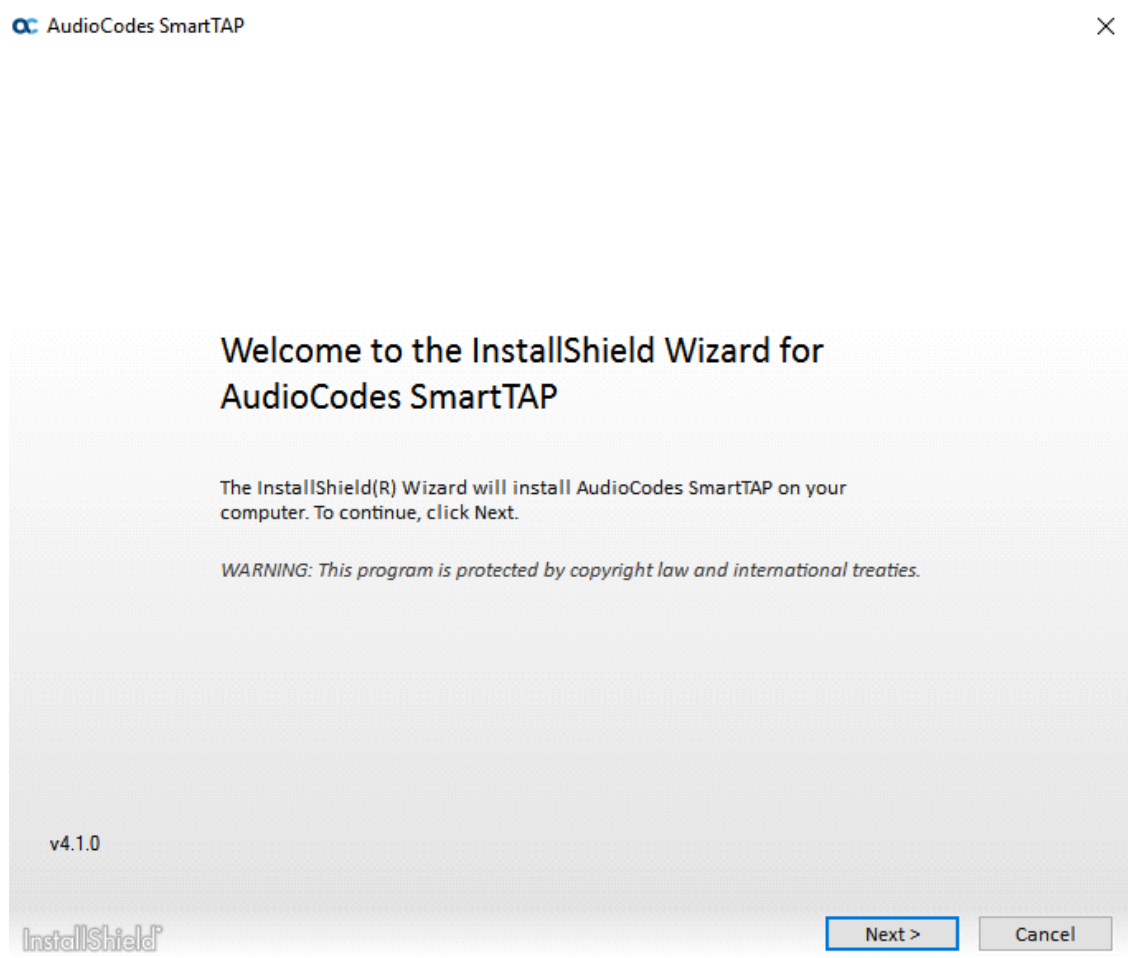 AudioCodes SmartTAP
Welcome to the InstallShield Wizard for
AudioCodes SmartTAP
The InstallShield(R) Wizard will install AudioCodes SmartTAP on your
computer. To continue, click Next.
WARNING: This program is protected by copyright law and international treaties.
v4.1.0
InstallShield
Next >
Cancel